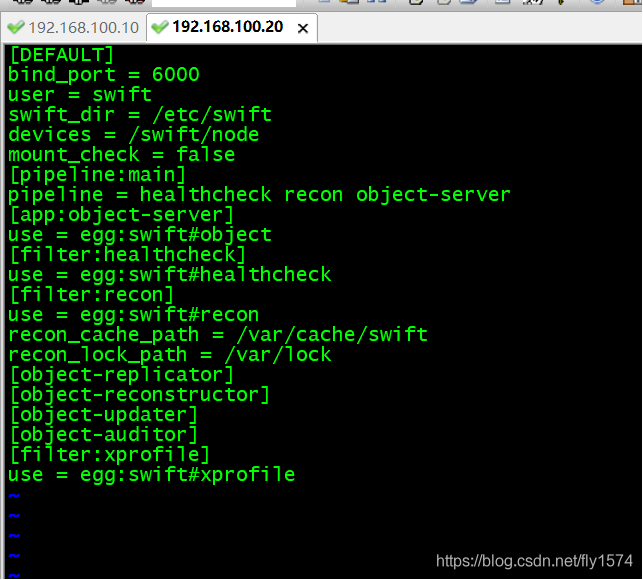 192.168.100.10
192.168.100.20
[DEFAULT]
bind_port = 6000
user = swift
swift_dir = /etc/swift
devices = /swift/node
mount_check = false
[pipeline:main]
pipeline = healthcheck recon object-server
[app:object-server]
use = egg:swift#object
[filter:healthcheck]
use = egg:swift#healthcheck
[filter:recon]
use = egg:swift#recon
recon_cache_path = /var/cache/swift
recon_lock_path = /var/lock
[object-replicator]
[object-reconstructor]
[object-updater]
[object-auditor]
[filter:xprofile]
use = egg:swift#xprofile
~
~
~
~
~
https://blog.csdn.net/fly1574